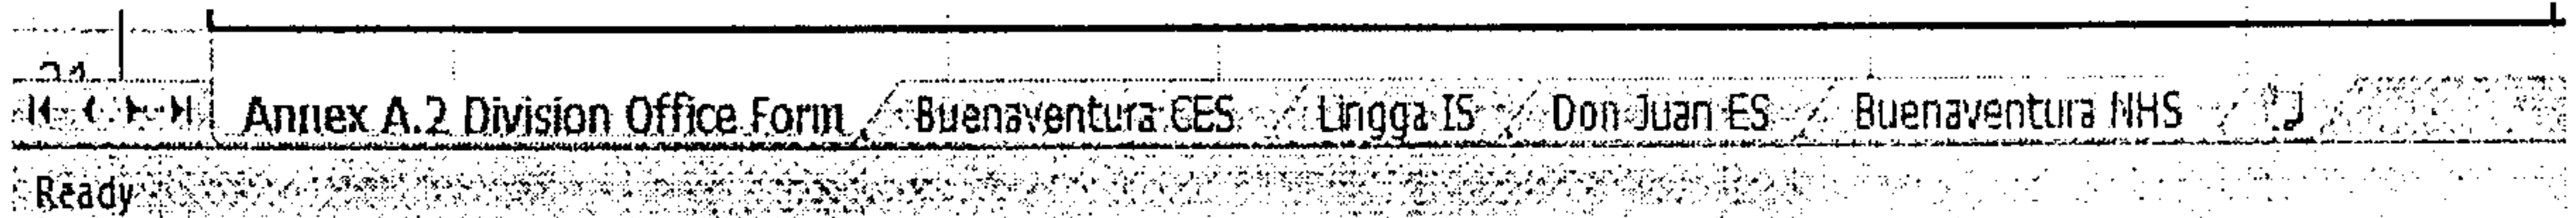 Annex A.2 Division Office Form Buenaventura CES Lingga IS Don Juan ES Buenaventura NHS
Ready